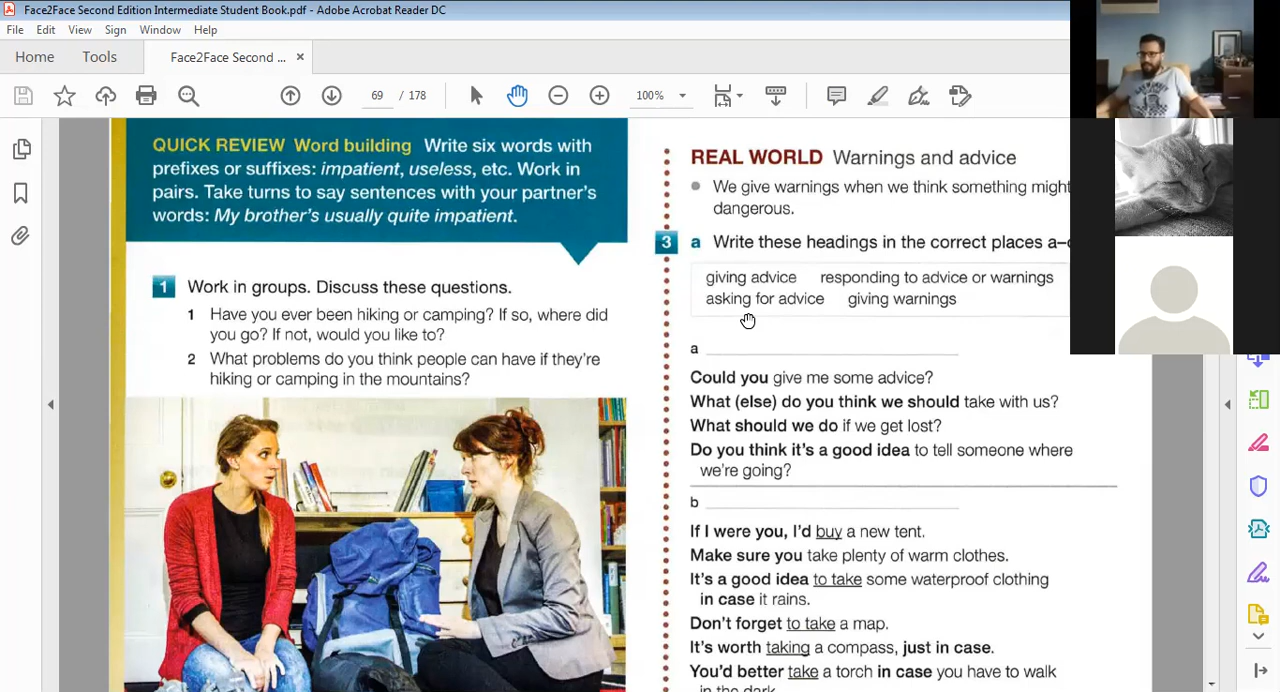 Face2Face Second Edition Intermediate Student Book.pdf - Adobe Acrobat Reader DC
File Edit View Sign Window Help
Home Tools Face2Face Second ... ×
69 / 178 100%
QUICK REVIEW Word building Write six words with
prefixes or suffixes: impatient, useless, etc. Work in
pairs. Take turns to say sentences with your partner's
words: My brother's usually quite impatient.
1 Work in groups. Discuss these questions.
1 Have you ever been hiking or camping? If so, where did
you go? If not, would you like to?
2 What problems do you think people can have if they're
hiking or camping in the mountains?
REAL WORLD Warnings and advice
• We give warnings when we think something might
dangerous.
3 a Write these headings in the correct places a–
giving advice responding to advice or warnings
asking for advice giving warnings
a
Could you give me some advice?
What (else) do you think we should take with us?
What should we do if we get lost?
Do you think it's a good idea to tell someone where
we're going?
b
If I were you, I'd buy a new tent.
Make sure you take plenty of warm clothes.
It's a good idea to take some waterproof clothing
in case it rains.
Don't forget to take a map.
It's worth taking a compass, just in case.
You'd better take a torch in case you have to walk
in the dark.